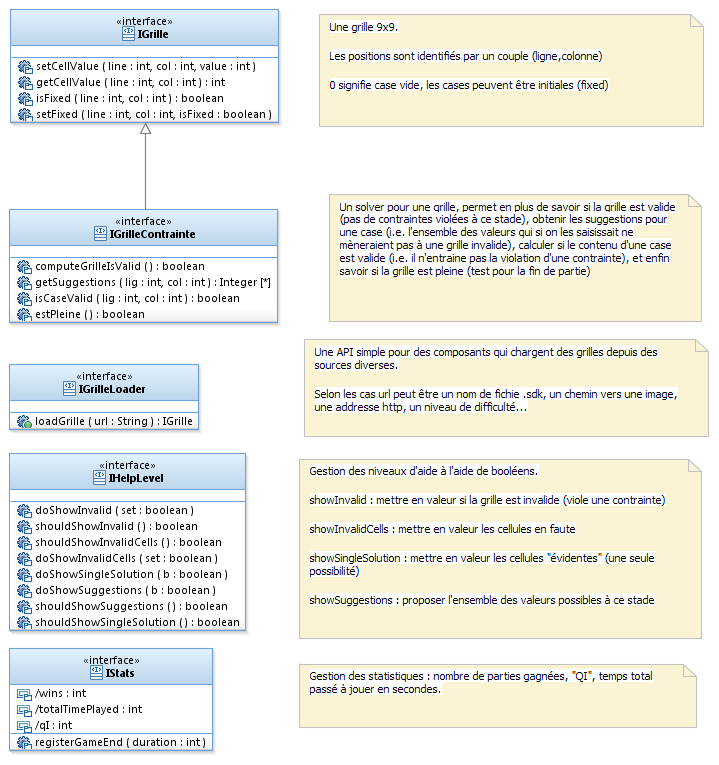 «interface»
IGrille
setCellValue ( line : int, col : int, value : int )
getCellValue ( line : int, col : int ) : int
isFixed ( line : int, col : int ) : boolean
setFixed ( line : int, col : int, isFixed : boolean )
Une grille 9x9.
Les positions sont identifiés par un couple (ligne,colonne)
0 signifie case vide, les cases peuvent être initiales (fixed)
«interface»
IGrilleContrainte
computeGrilleIsValid ( ) : boolean
getSuggestions ( lig : int, col : int ) : Integer [*]
isCaseValid ( lig : int, col : int ) : boolean
estPleine ( ) : boolean
Un solver pour une grille, permet en plus de savoir si la grille est valide
(pas de contraintes violées à ce stade), obtenir les suggestions pour
une case (i.e. l'ensemble des valeurs qui si on les saisissait ne
mèneraient pas à une grille invalide), calculer si le contenu d'une case
est valide (i.e. il n'entraine pas la violation d'une contrainte), et enfin
savoir si la grille est pleine (test pour la fin de partie)
«interface»
IGrilleLoader
loadGrille ( url : String ) : IGrille
Une API simple pour des composants qui chargent des grilles depuis des
sources diverses.
Selon les cas url peut être un nom de fichie .sdk, un chemin vers une image,
une addresse http, un niveau de difficulté...
«interface»
IHelpLevel
doShowInvalid ( set : boolean )
shouldShowInvalid ( ) : boolean
shouldShowInvalidCells ( ) : boolean
doShowInvalidCells ( set : boolean )
doShowSingleSolution ( b : boolean )
doShowSuggestions ( b : boolean )
shouldShowSuggestions ( ) : boolean
shouldShowSingleSolution ( ) : boolean
Gestion des niveaux d'aide à l'aide de booléens.
showInvalid : mettre en valeur si la grille est invalide (viole une contrainte)
showInvalidCells : mettre en valeur les cellules en faute
showSingleSolution : mettre en valeur les cellules "évidentes" (une seule
possibilité)
showSuggestions : proposer l'ensemble des valeurs possibles à ce stade
«interface»
IStats
/wins : int
/totalTimePlayed : int
/qI : int
registerGameEnd ( duration : int )
Gestion des statistiques : nombre de parties gagnées, "QI", temps total
passé à jouer en secondes.